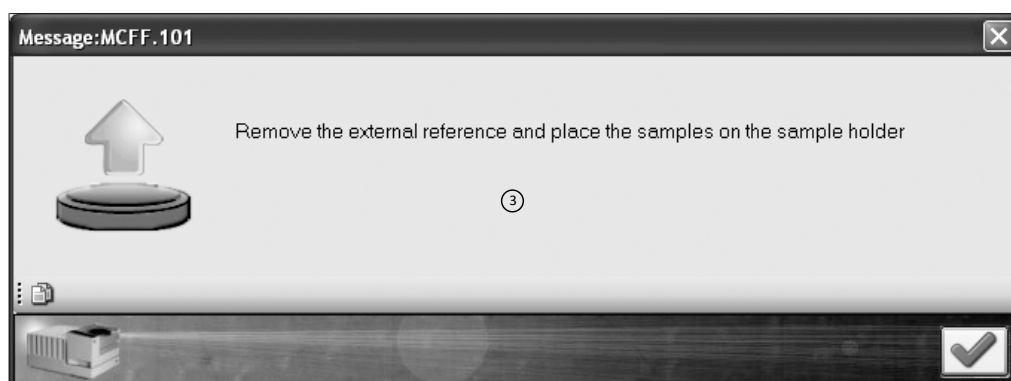 Message:MCFF.101
Remove the external reference and place the samples on the sample holder
3